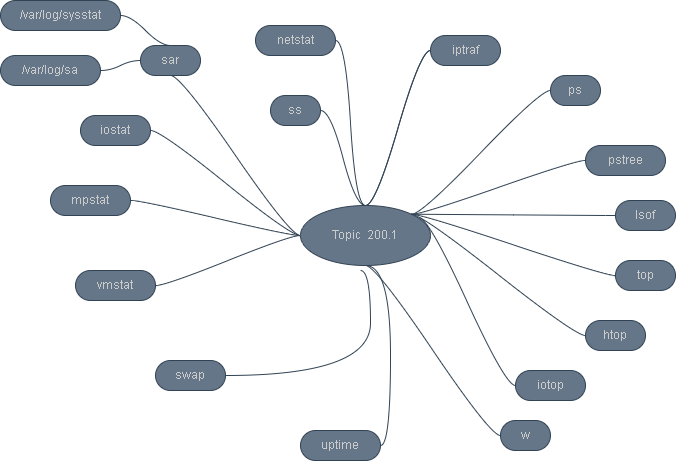 /var/log/sysstat
netstat
iptraf
sar
/var/log/sa
ps
ss
iostat
pstree
mpstat
lsof
Topic 200.1
top
vmstat
htop
swap
iotop
w
uptime